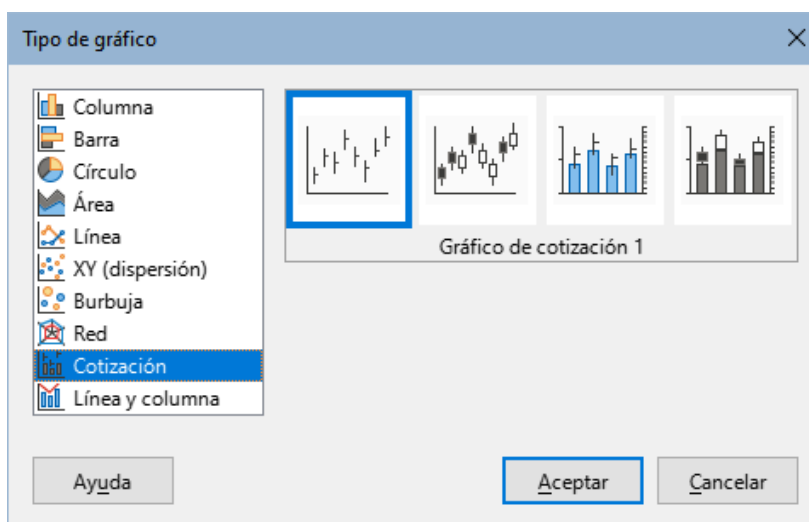 Tipo de gráfico
Columna
Barra
Círculo
Área
Línea
XY (dispersión)
Burbuja
Red
Cotización
Línea y columna
Gráfico de cotización 1
Ayuda
Aceptar
Cancelar